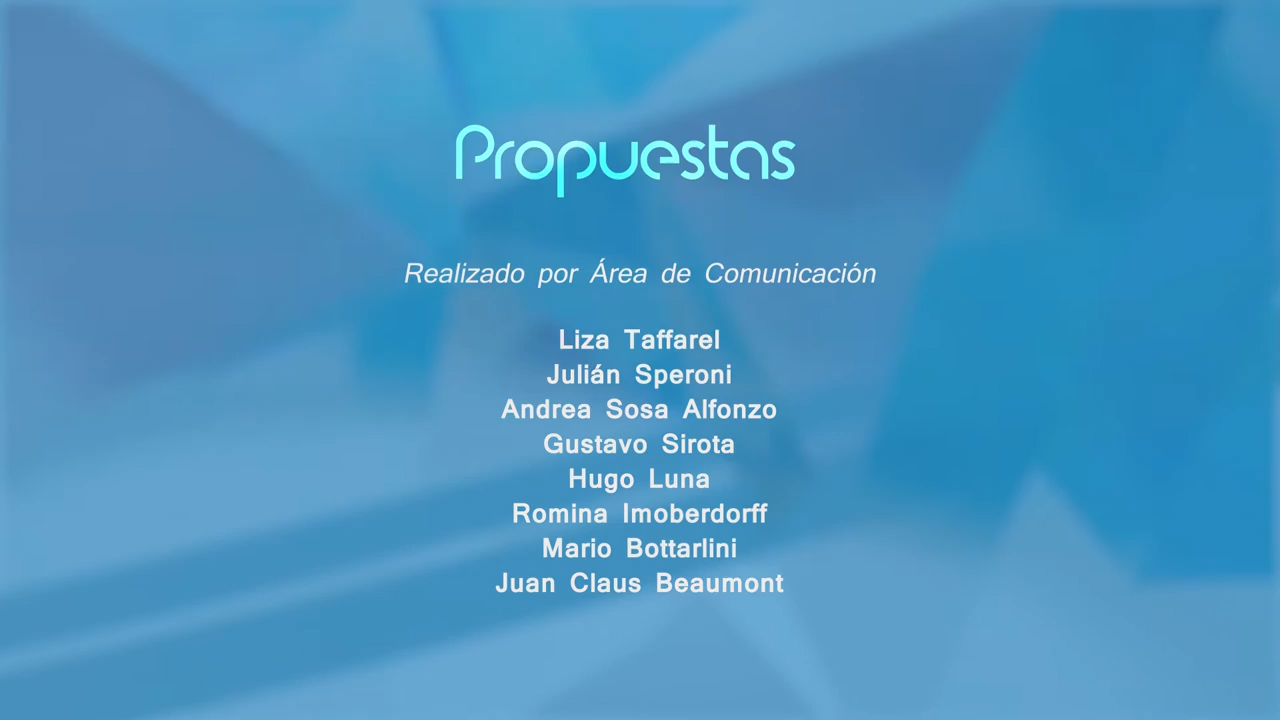 Propuestas
Realizado por Área de Comunicación
Liza Taffarel
Julián Speroni
Andrea Sosa Alfonzo
Gustavo Sirota
Hugo Luna
Romina Imoberdorff
Mario Bottarlini
Juan Claus Beaumont